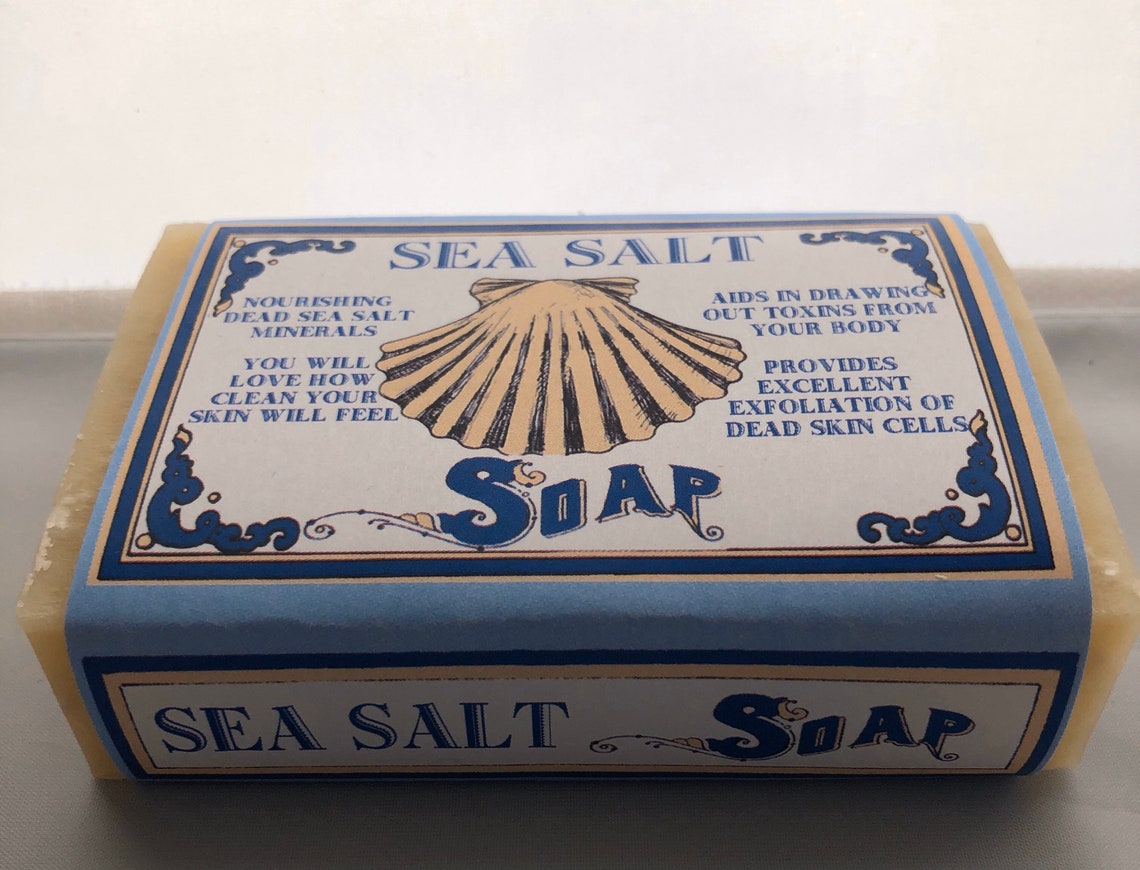 SEA SALT
NOURISHING
DEAD SEA SALT
MINERALS
YOU WILL
LOVE HOW
CLEAN YOUR
SKIN WILL FEEL
AIDS IN DRAWING
OUT TOXINS FROM
YOUR BODY
PROVIDES
EXCELLENT
EXFOLIATION OF
DEAD SKIN CELLS
SOAP
SEA SALT SOAP